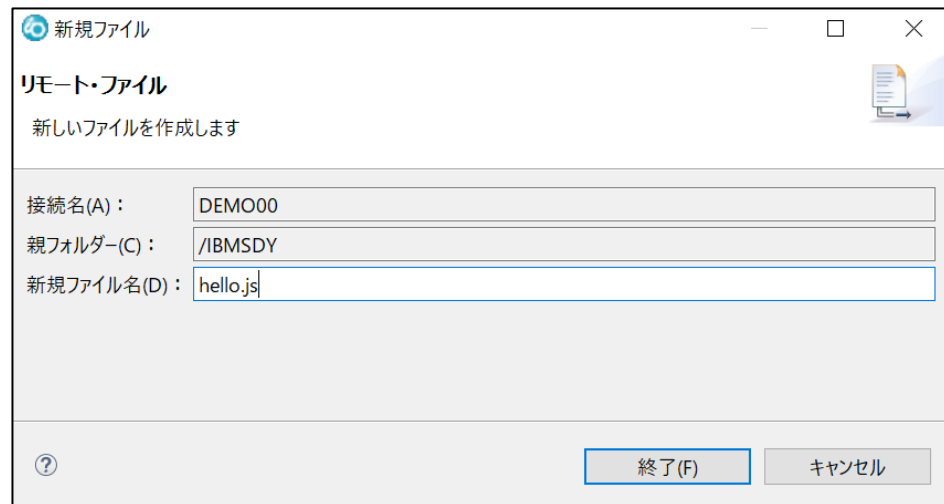 新規ファイル
リモート・ファイル
新しいファイルを作成します
接続名(A)： DEMO00
親フォルダー(C)： /IBMSDY
新規ファイル名(D)： hello.js
終了(F) キャンセル